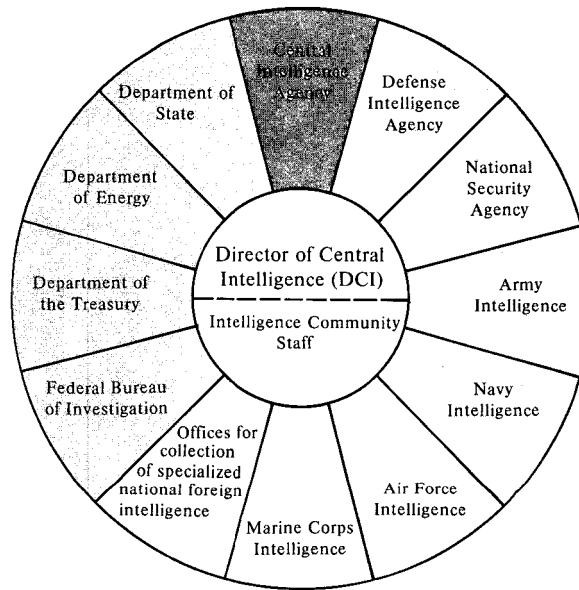 Central
Intelligence
Agency
Defense
Intelligence
Agency
National
Security
Agency
Army
Intelligence
Navy
Intelligence
Air Force
Intelligence
Marine Corps
Intelligence
Offices for
collection
of specialized
national foreign
intelligence
Federal Bureau
of Investigation
Department of
the Treasury
Department
of Energy
Department of
State
Director of Central
Intelligence (DCI)
Intelligence Community
Staff